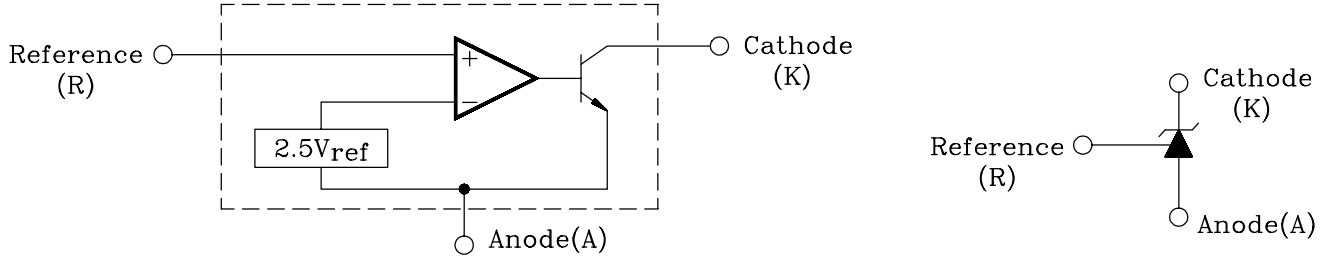 Reference
(R)
+
−
2.5Vref
Cathode
(K)
Anode(A)
Cathode
(K)
Reference
(R)
Anode(A)